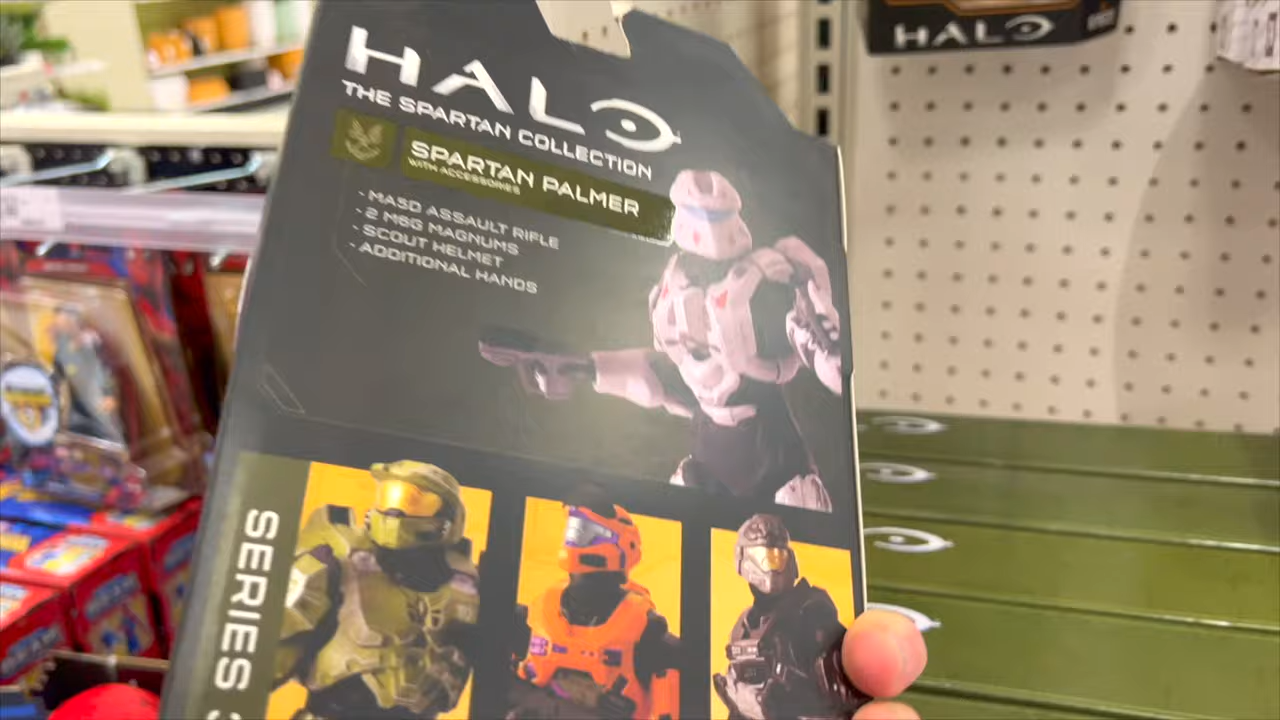 HALO
THE SPARTAN COLLECTION
SPARTAN PALMER
WITH ACCESSORIES
- MA5D ASSAULT RIFLE
- 2 M6G MAGNUMS
- SCOUT HELMET
- ADDITIONAL HANDS
SERIES
HALO